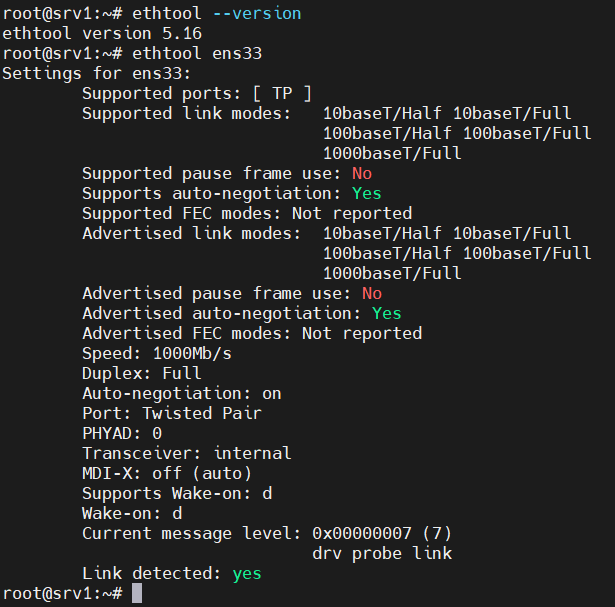 root@srv1:~# ethtool --version
ethtool version 5.16
root@srv1:~# ethtool ens33
Settings for ens33:
        Supported ports: [ TP ]
        Supported link modes:   10baseT/Half 10baseT/Full
                                100baseT/Half 100baseT/Full
                                1000baseT/Full
        Supported pause frame use: No
        Supports auto-negotiation: Yes
        Supported FEC modes: Not reported
        Advertised link modes:  10baseT/Half 10baseT/Full
                                100baseT/Half 100baseT/Full
                                1000baseT/Full
        Advertised pause frame use: No
        Advertised auto-negotiation: Yes
        Advertised FEC modes: Not reported
        Speed: 1000Mb/s
        Duplex: Full
        Auto-negotiation: on
        Port: Twisted Pair
        PHYAD: 0
        Transceiver: internal
        MDI-X: off (auto)
        Supports Wake-on: d
        Wake-on: d
        Current message level: 0x00000007 (7)
                               drv probe link
        Link detected: yes
root@srv1:~#